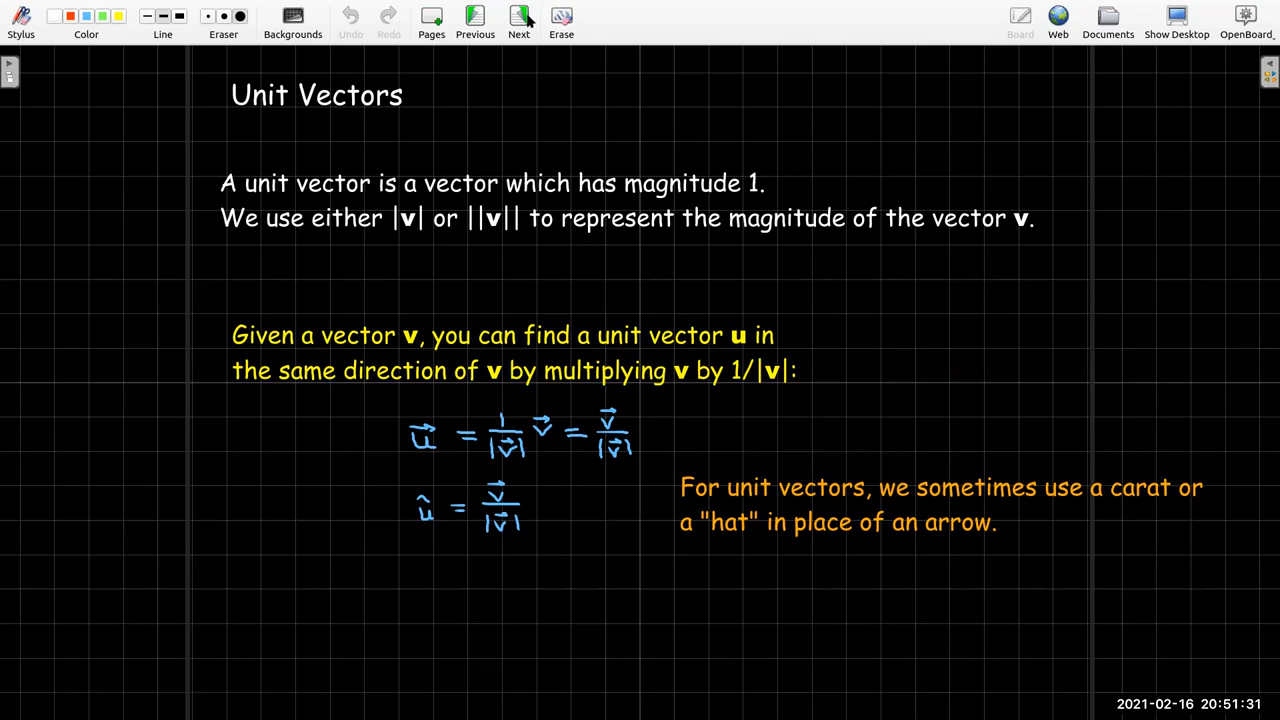 Stylus Color Line Eraser Backgrounds Undo Redo Pages Previous Next Erase Board Web Documents Show Desktop OpenBoard
Unit Vectors
A unit vector is a vector which has magnitude 1.
We use either |v| or ||v|| to represent the magnitude of the vector v.
Given a vector v, you can find a unit vector u in
the same direction of v by multiplying v by 1/|v|:
u⃗ = 1/|v⃗| v⃗ = v⃗/|v⃗|
û = v⃗/|v⃗|
For unit vectors, we sometimes use a carat or
a "hat" in place of an arrow.
2021-02-16 20:51:31